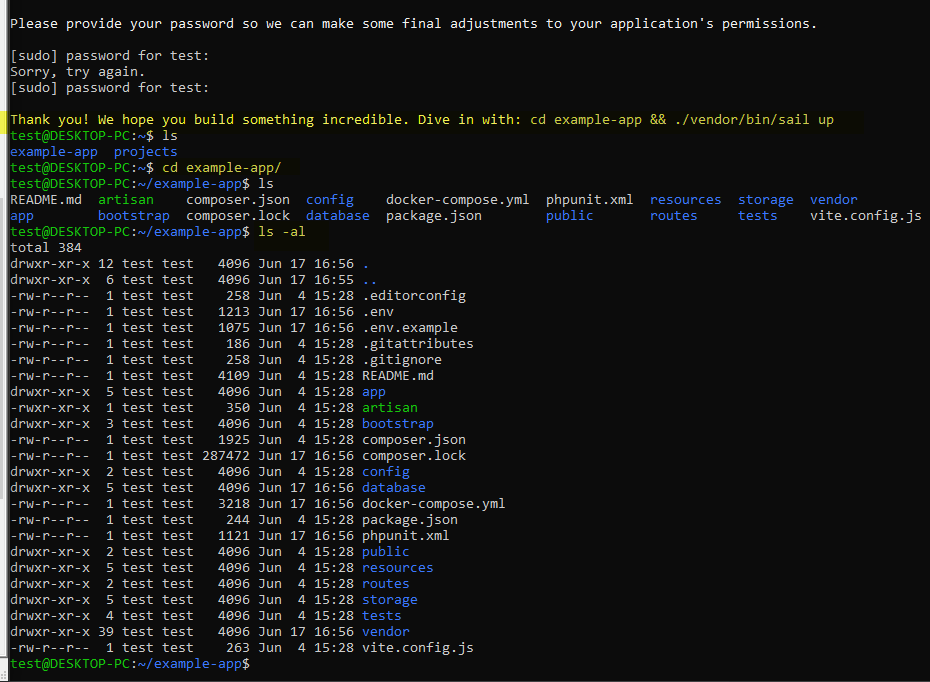 Please provide your password so we can make some final adjustments to your application's permissions.
[sudo] password for test:
Sorry, try again.
[sudo] password for test:
Thank you! We hope you build something incredible. Dive in with: cd example-app && ./vendor/bin/sail up
test@DESKTOP-PC:~$ ls
example-app  projects
test@DESKTOP-PC:~$ cd example-app/
test@DESKTOP-PC:~/example-app$ ls
README.md  artisan    composer.json  config    docker-compose.yml  phpunit.xml  resources  storage  vendor
app        bootstrap  composer.lock  database  package.json        public       routes     tests    vite.config.js
test@DESKTOP-PC:~/example-app$ ls -al
total 384
drwxr-xr-x 12 test test   4096 Jun 17 16:56 .
drwxr-xr-x  6 test test   4096 Jun 17 16:55 ..
-rw-r--r--  1 test test    258 Jun  4 15:28 .editorconfig
-rw-r--r--  1 test test   1213 Jun 17 16:56 .env
-rw-r--r--  1 test test   1075 Jun 17 16:56 .env.example
-rw-r--r--  1 test test    186 Jun  4 15:28 .gitattributes
-rw-r--r--  1 test test    258 Jun  4 15:28 .gitignore
-rw-r--r--  1 test test   4109 Jun  4 15:28 README.md
drwxr-xr-x  5 test test   4096 Jun  4 15:28 app
-rwxr-xr-x  1 test test    350 Jun  4 15:28 artisan
drwxr-xr-x  3 test test   4096 Jun  4 15:28 bootstrap
-rw-r--r--  1 test test   1925 Jun  4 15:28 composer.json
-rw-r--r--  1 test test 287472 Jun 17 16:56 composer.lock
drwxr-xr-x  2 test test   4096 Jun  4 15:28 config
drwxr-xr-x  5 test test   4096 Jun 17 16:56 database
-rw-r--r--  1 test test   3218 Jun 17 16:56 docker-compose.yml
-rw-r--r--  1 test test    244 Jun  4 15:28 package.json
-rw-r--r--  1 test test   1121 Jun 17 16:56 phpunit.xml
drwxr-xr-x  2 test test   4096 Jun  4 15:28 public
drwxr-xr-x  5 test test   4096 Jun  4 15:28 resources
drwxr-xr-x  2 test test   4096 Jun  4 15:28 routes
drwxr-xr-x  5 test test   4096 Jun  4 15:28 storage
drwxr-xr-x  4 test test   4096 Jun  4 15:28 tests
drwxr-xr-x 39 test test   4096 Jun 17 16:56 vendor
-rw-r--r--  1 test test    263 Jun  4 15:28 vite.config.js
test@DESKTOP-PC:~/example-app$